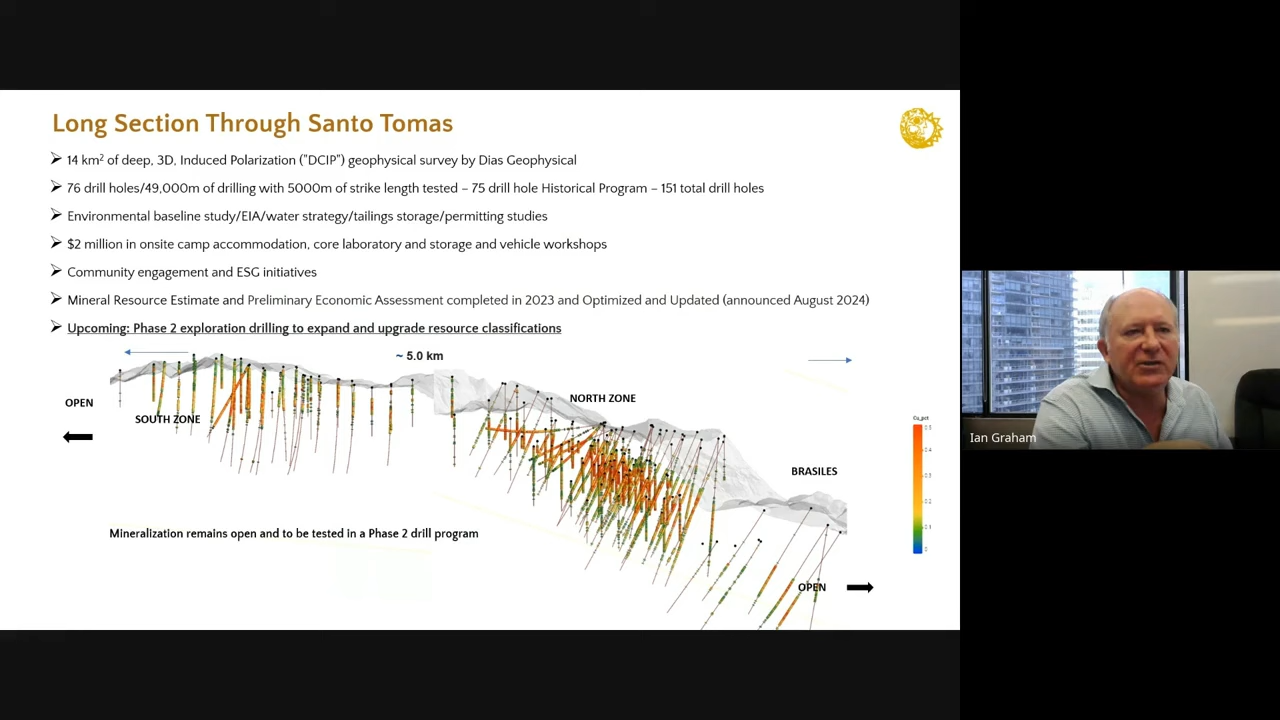 Long Section Through Santo Tomas
14 km² of deep, 3D, Induced Polarization ("DCIP") geophysical survey by Dias Geophysical
76 drill holes/49,000m of drilling with 5000m of strike length tested – 75 drill hole Historical Program – 151 total drill holes
Environmental baseline study/EIA/water strategy/tailings storage/permitting studies
$2 million in onsite camp accommodation, core laboratory and storage and vehicle workshops
Community engagement and ESG initiatives
Mineral Resource Estimate and Preliminary Economic Assessment completed in 2023 and Optimized and Updated (announced August 2024)
Upcoming: Phase 2 exploration drilling to expand and upgrade resource classifications
~ 5.0 km
OPEN
SOUTH ZONE
NORTH ZONE
BRASILES
Mineralization remains open and to be tested in a Phase 2 drill program
OPEN
Cu_pct
Ian Graham